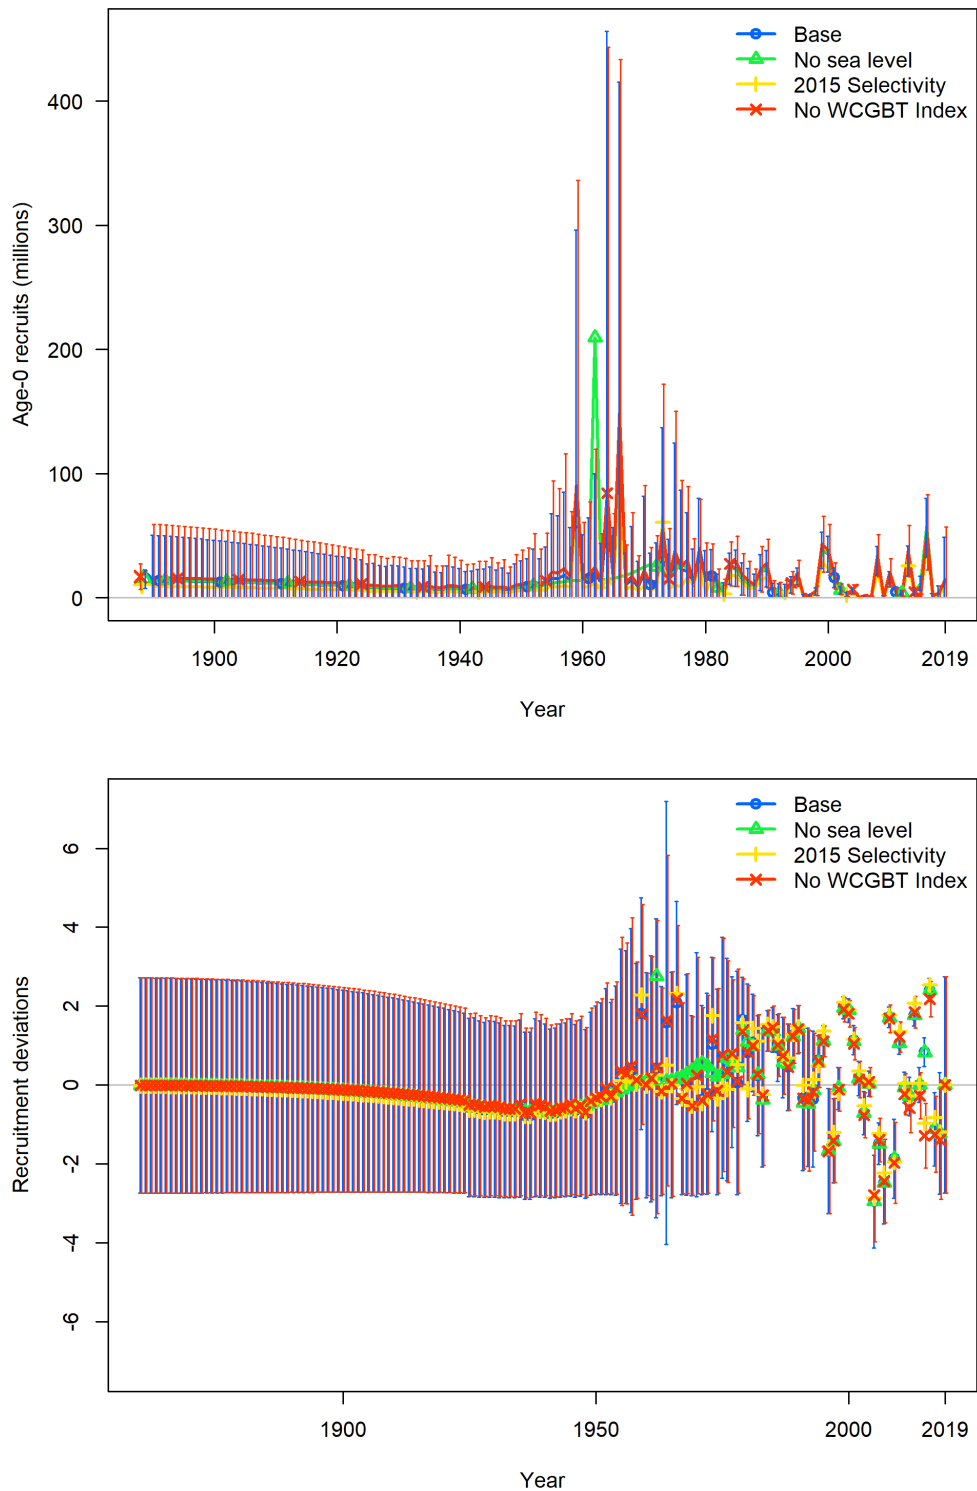 Base
No sea level
2015 Selectivity
No WCGBT Index
Age-0 recruits (millions)
400
300
200
100
0
1900
1920
1940
1960
1980
2000
2019
Year
Base
No sea level
2015 Selectivity
No WCGBT Index
Recruitment deviations
6
4
2
0
-2
-4
-6
1900
1950
2000
2019
Year